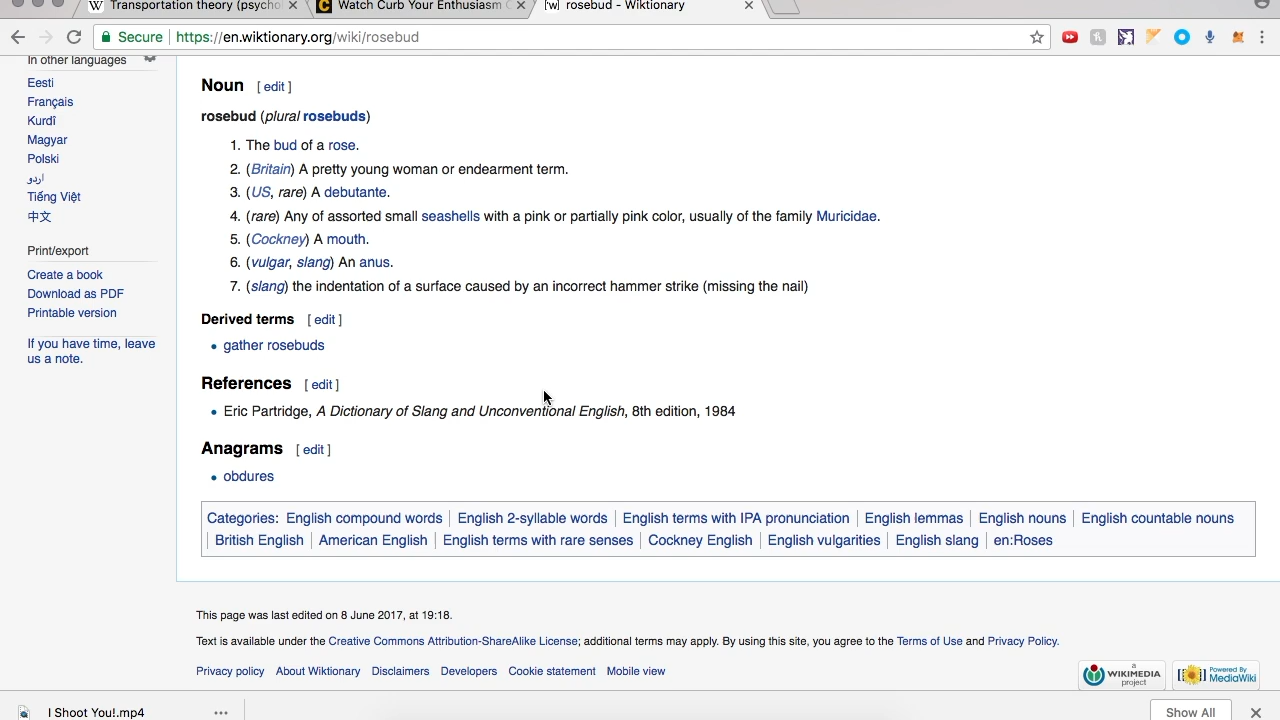 Transportation theory (psychol
Watch Curb Your Enthusiasm
rosebud - Wiktionary
Secure
https://en.wiktionary.org/wiki/rosebud
In other languages
Eesti
Français
Kurdî
Magyar
Polski
اردو
Tiếng Việt
中文
Print/export
Create a book
Download as PDF
Printable version
If you have time, leave
us a note.
Noun [ edit ]
rosebud (plural rosebuds)
1. The bud of a rose.
2. (Britain) A pretty young woman or endearment term.
3. (US, rare) A debutante.
4. (rare) Any of assorted small seashells with a pink or partially pink color, usually of the family Muricidae.
5. (Cockney) A mouth.
6. (vulgar, slang) An anus.
7. (slang) the indentation of a surface caused by an incorrect hammer strike (missing the nail)
Derived terms [ edit ]
• gather rosebuds
References [ edit ]
• Eric Partridge, A Dictionary of Slang and Unconventional English, 8th edition, 1984
Anagrams [ edit ]
• obdures
Categories: English compound words | English 2-syllable words | English terms with IPA pronunciation | English lemmas | English nouns | English countable nouns
| British English | American English | English terms with rare senses | Cockney English | English vulgarities | English slang | en:Roses
This page was last edited on 8 June 2017, at 19:18.
Text is available under the Creative Commons Attribution-ShareAlike License; additional terms may apply. By using this site, you agree to the Terms of Use and Privacy Policy.
Privacy policy About Wiktionary Disclaimers Developers Cookie statement Mobile view
a
WIKIMEDIA
project
Powered By
MediaWiki
I Shoot You!.mp4
Show All